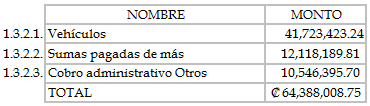 NOMBRE MONTO
1.3.2.1. Vehículos 41,723,423.24
1.3.2.2. Sumas pagadas de más 12,118,189.81
1.3.2.3. Cobro administrativo Otros 10,546,395.70
TOTAL ₡ 64,388,008.75